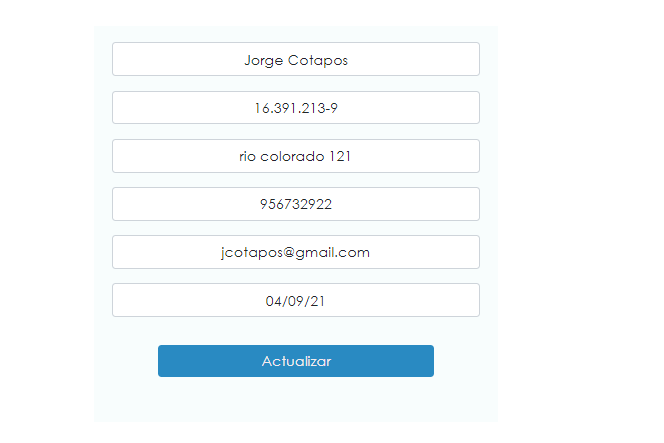 Jorge Cotapos
16.391.213-9
rio colorado 121
956732922
jcotapos@gmail.com
04/09/21
Actualizar